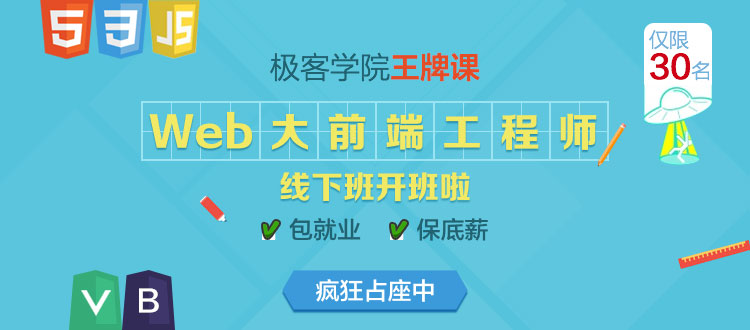 5 3 JS
极客学院王牌课
仅限
30名
Web大前端工程师
线下班开班啦
包就业 保底薪
疯狂占座中
V B